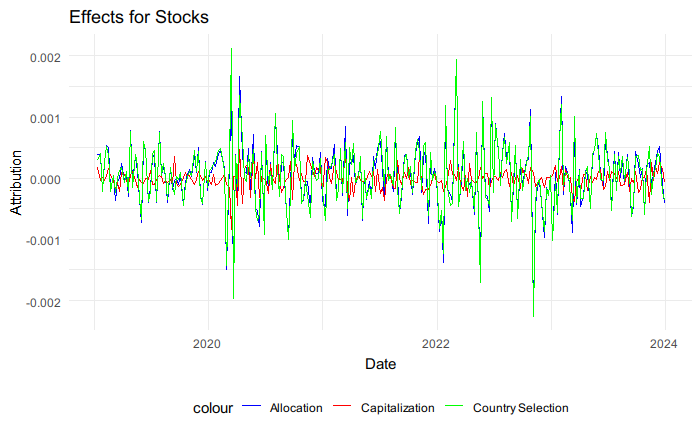 Effects for Stocks
Attribution
0.002
0.001
0.000
-0.001
-0.002
2020 2022 2024
Date
colour Allocation Capitalization Country Selection